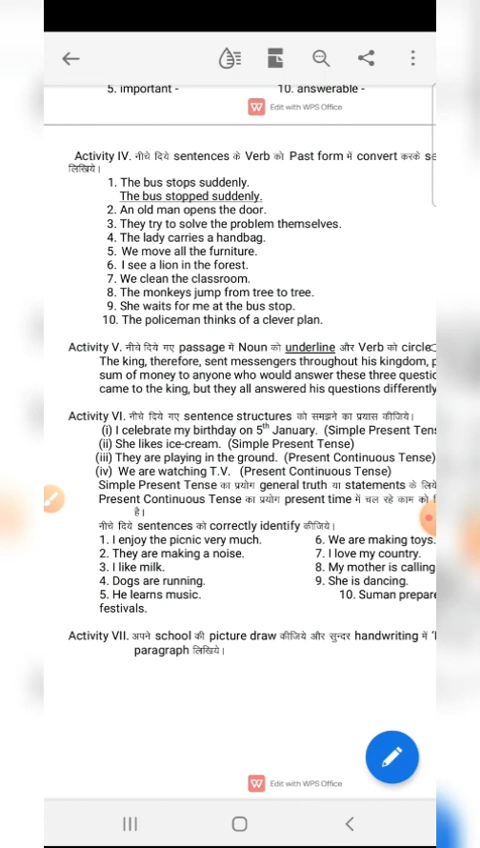 5. important - 10. answerable -
Edit with WPS Office
Activity IV. नीचे दिये sentences के Verb को Past form में convert करके
लिखिये।
1. The bus stops suddenly.
The bus stopped suddenly.
2. An old man opens the door.
3. They try to solve the problem themselves.
4. The lady carries a handbag.
5. We move all the furniture.
6. I see a lion in the forest.
7. We clean the classroom.
8. The monkeys jump from tree to tree.
9. She waits for me at the bus stop.
10. The policeman thinks of a clever plan.
Activity V. नीचे दिये गए passage में Noun को underline और Verb को circle
The king, therefore, sent messengers throughout his kingdom,
sum of money to anyone who would answer these three
came to the king, but they all answered his questions differently
Activity VI. नीचे दिये गए sentence structures को समझने का प्रयास कीजिये।
(i) I celebrate my birthday on 5th January. (Simple Present
(ii) She likes ice-cream. (Simple Present Tense)
(iii) They are playing in the ground. (Present Continuous Tense)
(iv) We are watching T.V. (Present Continuous Tense)
Simple Present Tense का प्रयोग general truth या statements के
Present Continuous Tense का प्रयोग present time में चल रहे काम को
है।
नीचे दिये sentences को correctly identify कीजिये।
1. I enjoy the picnic very much. 6. We are making toys.
2. They are making a noise. 7. I love my country.
3. I like milk. 8. My mother is calling
4. Dogs are running. 9. She is dancing.
5. He learns music. 10. Suman prepare
festivals.
Activity VII. अपने school की picture draw कीजिये और सुन्दर handwriting में
paragraph लिखिये।
Edit with WPS Office